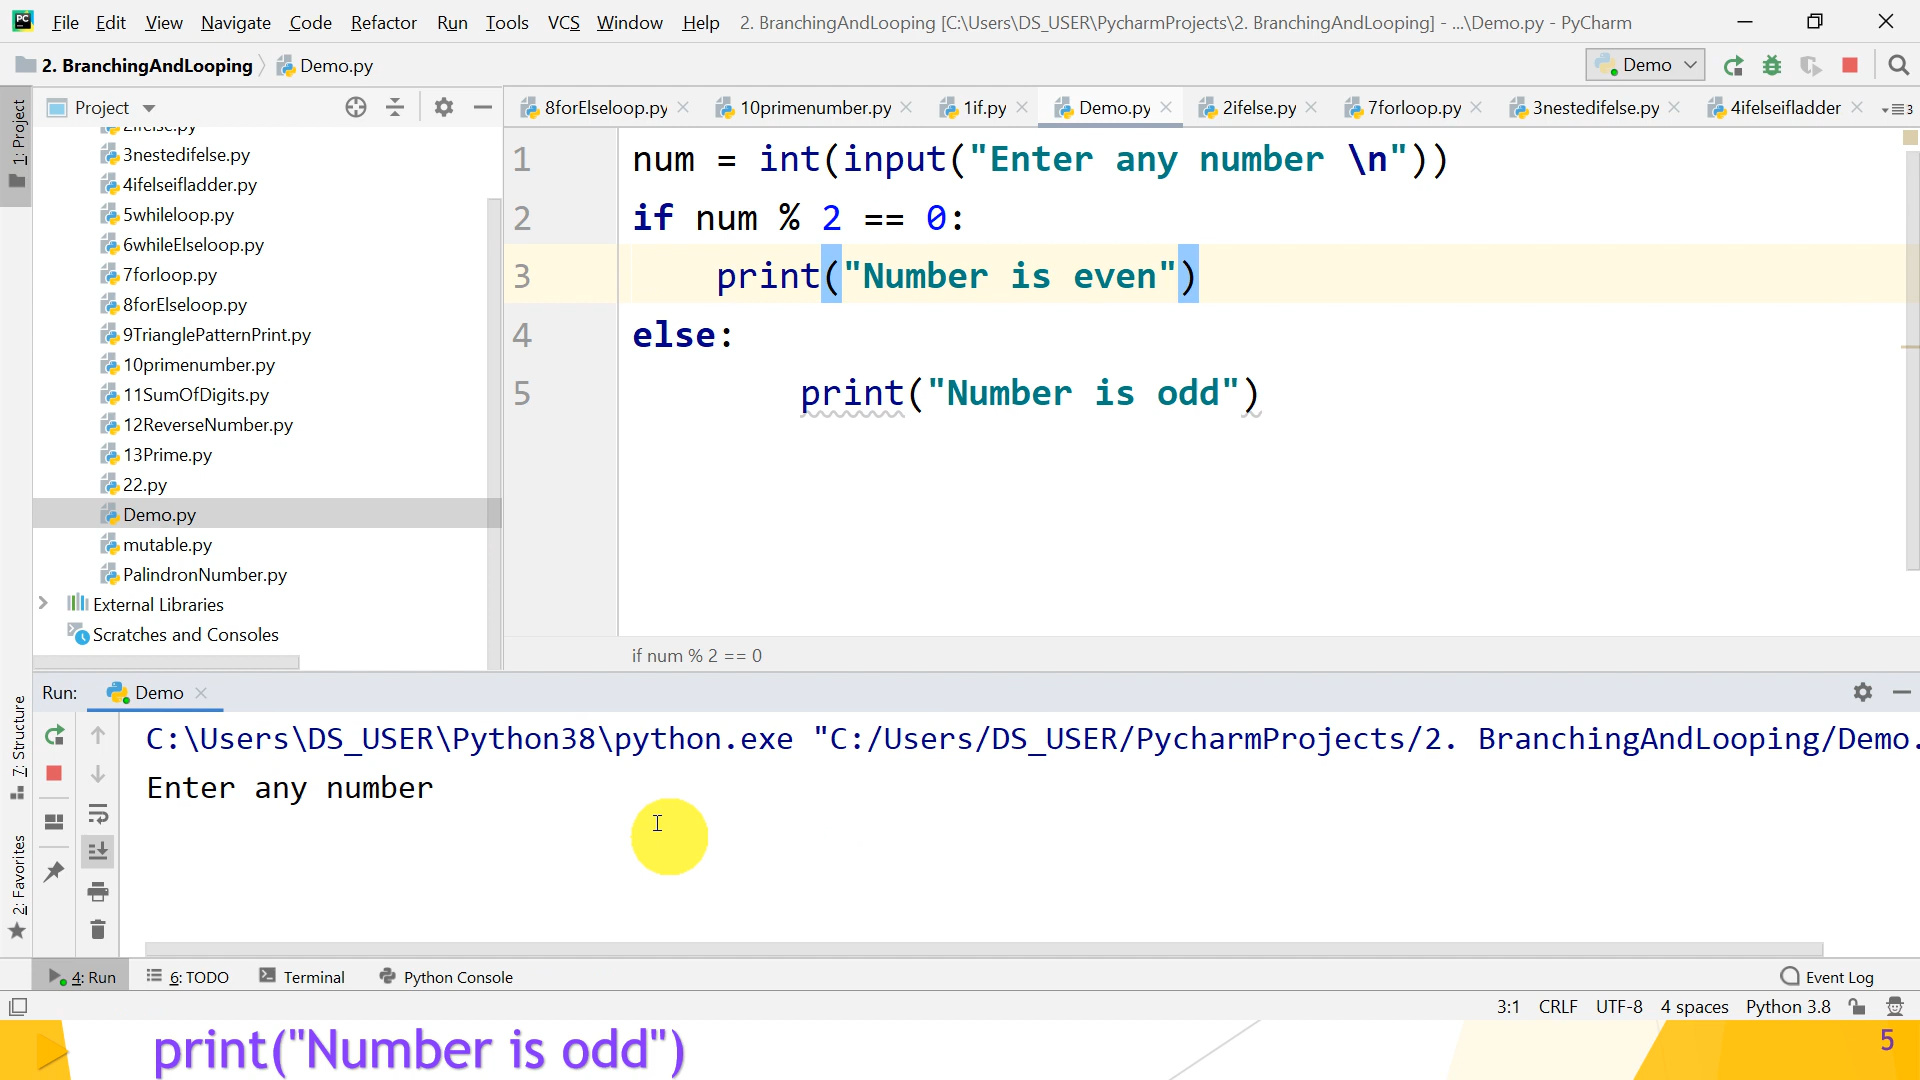 PC File Edit View Navigate Code Refactor Run Tools VCS Window Help 2. BranchingAndLooping [C:\Users\DS_USER\PycharmProjects\2. BranchingAndLooping] - ...\Demo.py - PyCharm
2. BranchingAndLooping Demo.py Demo
1: Project Project 8forElseloop.py 10primenumber.py 1if.py Demo.py 2ifelse.py 7forloop.py 3nestedifelse.py 4ifelseifladder 3
2ifelse.py
3nestedifelse.py
4ifelseifladder.py
5whileloop.py
6whileElseloop.py
7forloop.py
8forElseloop.py
9TrianglePatternPrint.py
10primenumber.py
11SumOfDigits.py
12ReverseNumber.py
13Prime.py
22.py
Demo.py
mutable.py
PalindronNumber.py
External Libraries
Scratches and Consoles
1 num = int(input("Enter any number \n"))
2 if num % 2 == 0:
3     print("Number is even")
4 else:
5         print("Number is odd")
if num % 2 == 0
Run: Demo
7: Structure
2: Favorites
C:\Users\DS_USER\Python38\python.exe "C:/Users/DS_USER/PycharmProjects/2. BranchingAndLooping/Demo.
Enter any number
4: Run 6: TODO Terminal Python Console Event Log
3:1 CRLF UTF-8 4 spaces Python 3.8
print("Number is odd") 5